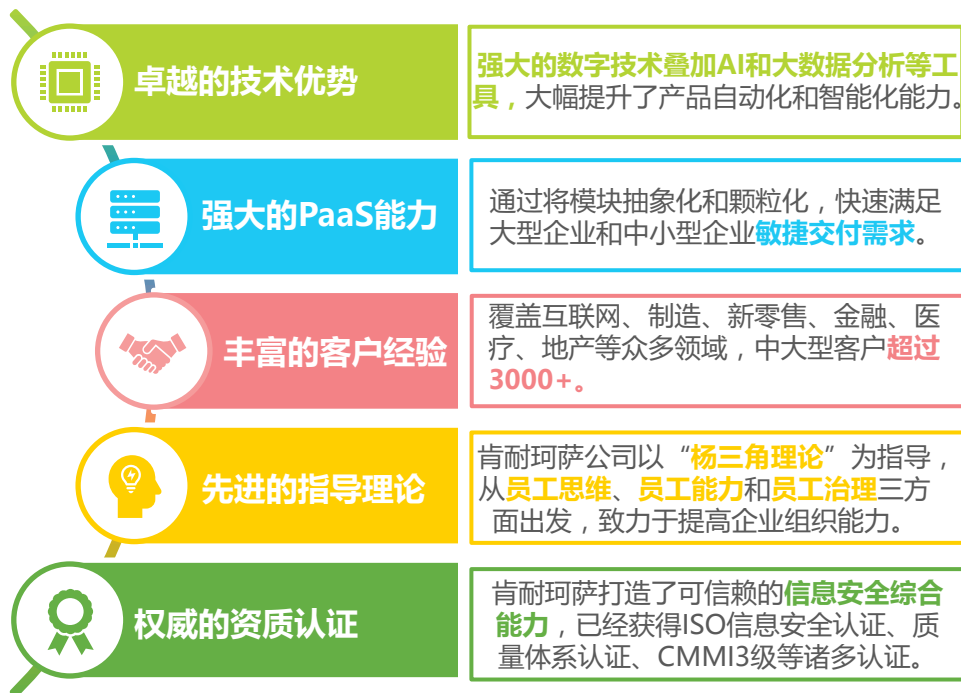 卓越的技术优势
强大的数字技术叠加AI和大数据分析等工
具，大幅提升了产品自动化和智能化能力。
强大的PaaS能力
通过将模块抽象化和颗粒化，快速满足
大型企业和中小型企业敏捷交付需求。
丰富的客户经验
覆盖互联网、制造、新零售、金融、医
疗、地产等众多领域，中大型客户超过
3000+。
先进的指导理论
肯耐珂萨公司以“杨三角理论”为指导，
从员工思维、员工能力和员工治理三方
面出发，致力于提高企业组织能力。
权威的资质认证
肯耐珂萨打造了可信赖的信息安全综合
能力，已经获得ISO信息安全认证、质
量体系认证、CMMI3级等诸多认证。